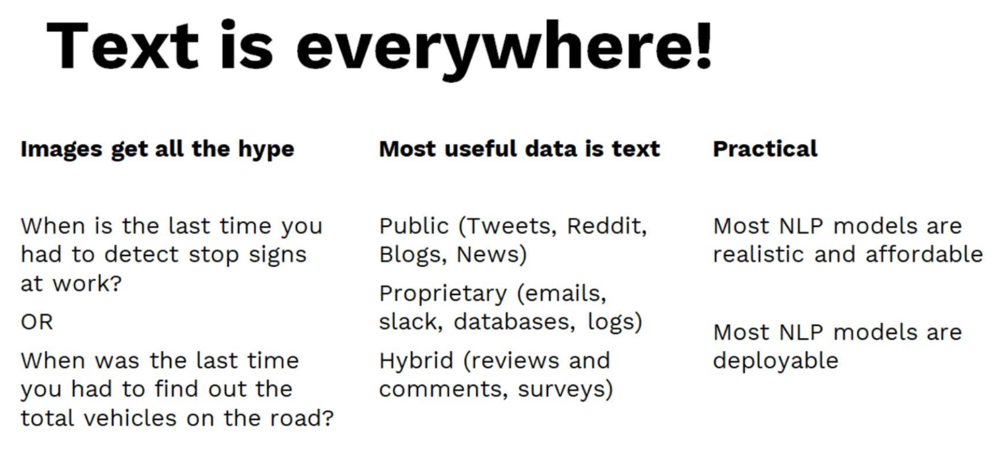 Text is everywhere!
Images get all the hype
When is the last time you
had to detect stop signs
at work?
OR
When was the last time
you had to find out the
total vehicles on the road?
Most useful data is text
Public (Tweets, Reddit,
Blogs, News)
Proprietary (emails,
slack, databases, logs)
Hybrid (reviews and
comments, surveys)
Practical
Most NLP models are
realistic and affordable
Most NLP models are
deployable